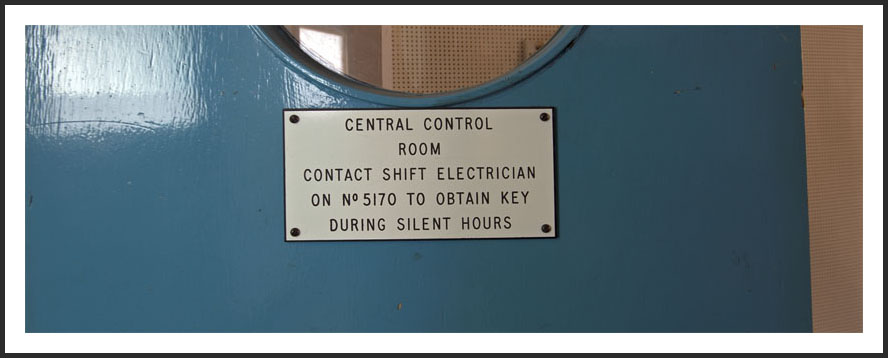 CENTRAL CONTROL
ROOM
CONTACT SHIFT ELECTRICIAN
ON Nº 5170 TO OBTAIN KEY
DURING SILENT HOURS